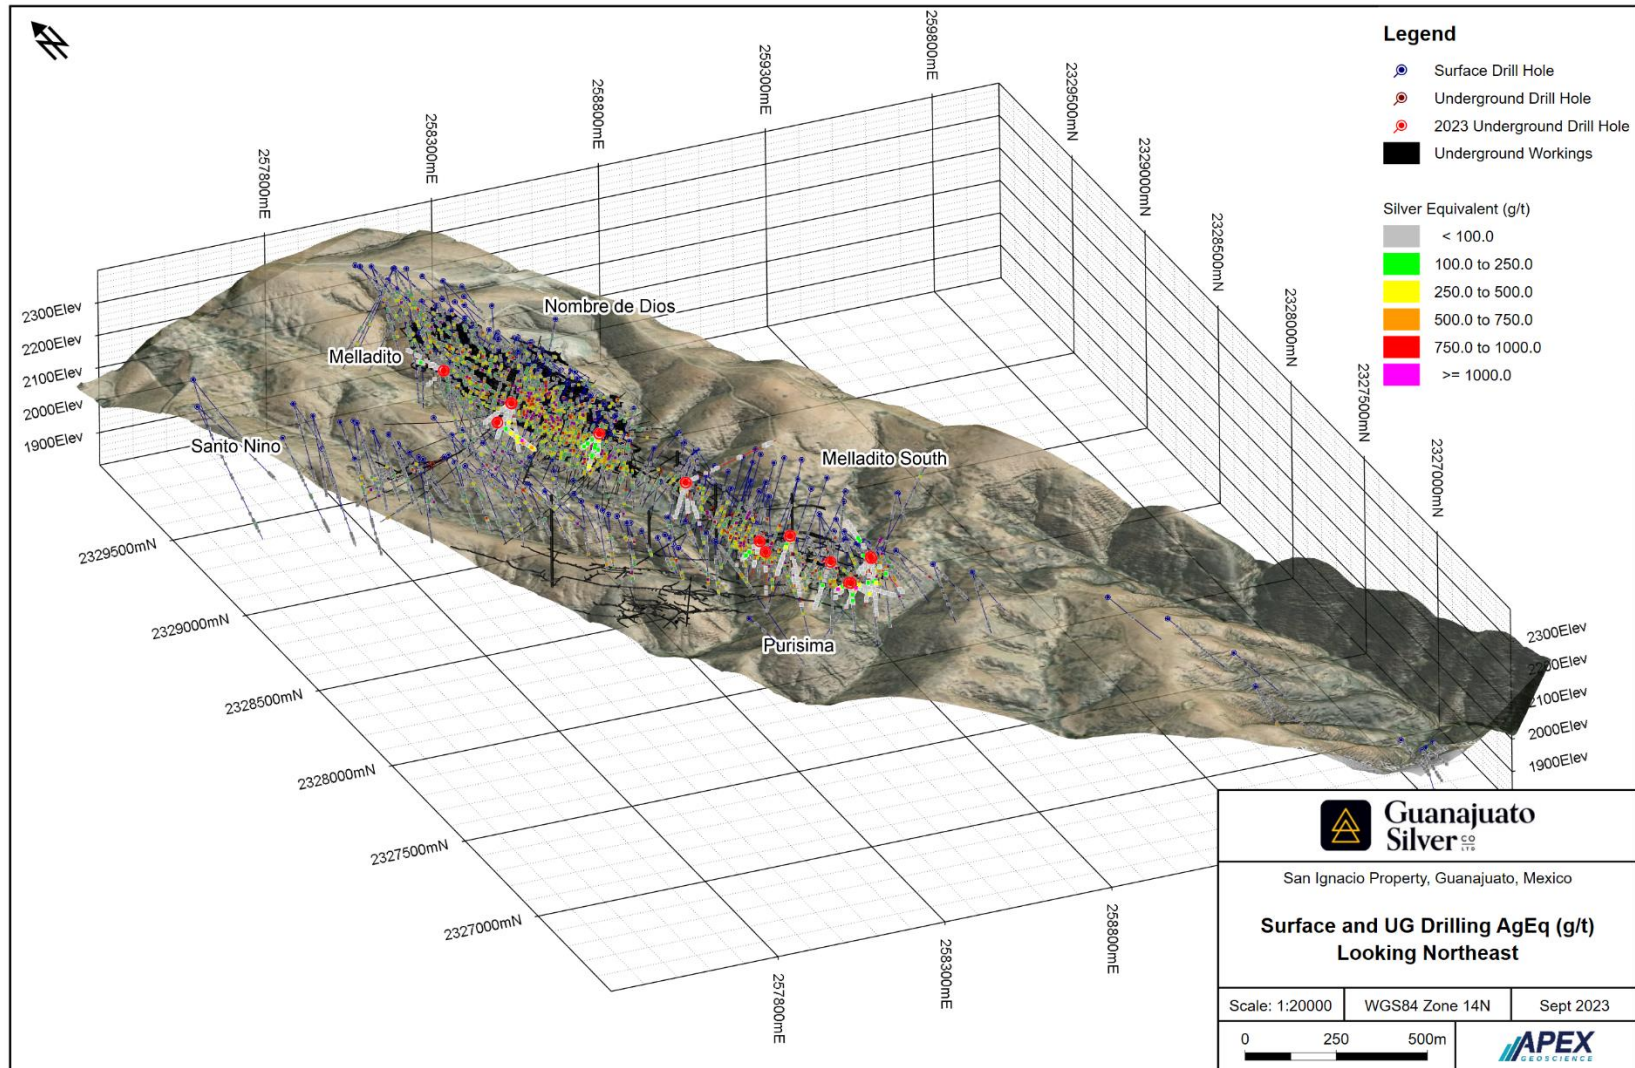 259800mE
259300mE
258800mE
258300mE
257800mE
2329500mN
2329000mN
2328500mN
2328000mN
2327500mN
2327000mN
Legend
Surface Drill Hole
Underground Drill Hole
2023 Underground Drill Hole
Underground Workings
Silver Equivalent (g/t)
< 100.0
100.0 to 250.0
250.0 to 500.0
500.0 to 750.0
750.0 to 1000.0
>= 1000.0
2300Elev
2200Elev
2100Elev
2000Elev
1900Elev
Nombre de Dios
Melladito
Santo Nino
Melladito South
Purisima
2329500mN
2329000mN
2328500mN
2328000mN
2327500mN
2327000mN
257800mE
258300mE
258800mE
2300Elev
2200Elev
2100Elev
2000Elev
1900Elev
Guanajuato
Silver CO LTD
San Ignacio Property, Guanajuato, Mexico
Surface and UG Drilling AgEq (g/t)
Looking Northeast
Scale: 1:20000 WGS84 Zone 14N Sept 2023
0 250 500m
APEX
GEOSCIENCE